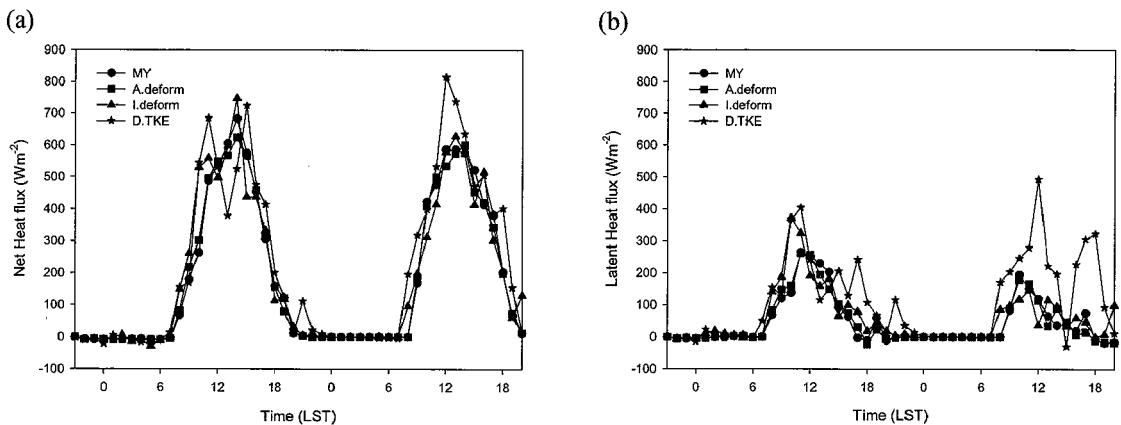 (a)
Net Heat flux (Wm-2)
900
800
700
600
500
400
300
200
100
0
-100
MY
A.deform
I.deform
D.TKE
0 6 12 18 0 6 12 18
Time (LST)
(b)
Latent Heat flux (Wm-2)
900
800
700
600
500
400
300
200
100
0
-100
MY
A.deform
I.deform
D.TKE
0 6 12 18 0 6 12 18
Time (LST)